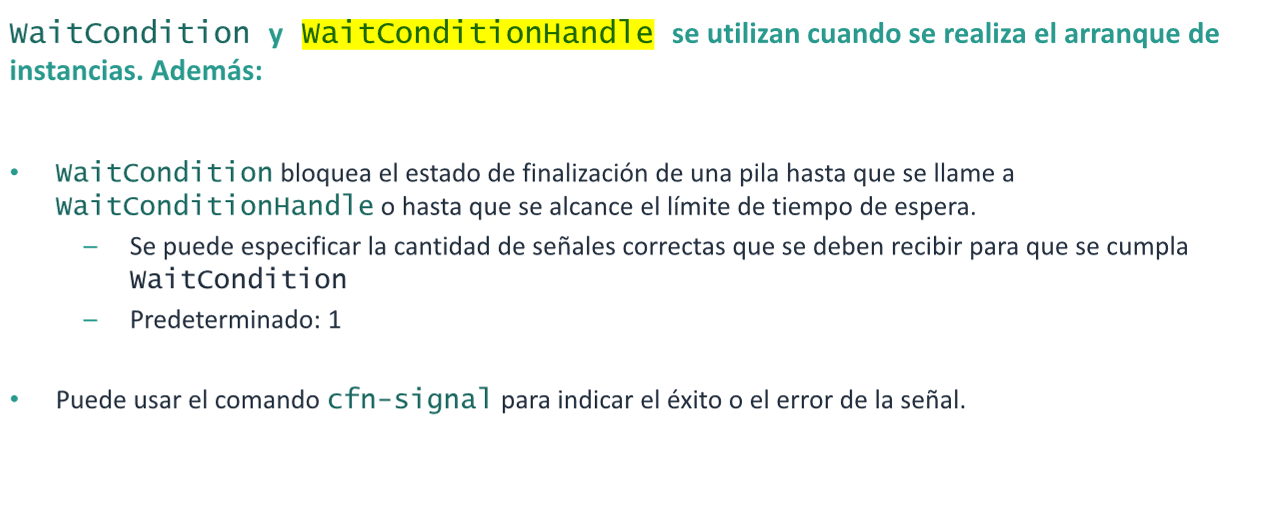 WaitCondition y WaitConditionHandle se utilizan cuando se realiza el arranque de
instancias. Además:
• WaitCondition bloquea el estado de finalización de una pila hasta que se llame a
WaitConditionHandle o hasta que se alcance el límite de tiempo de espera.
– Se puede especificar la cantidad de señales correctas que se deben recibir para que se cumpla
WaitCondition
– Predeterminado: 1
• Puede usar el comando cfn-signal para indicar el éxito o el error de la señal.